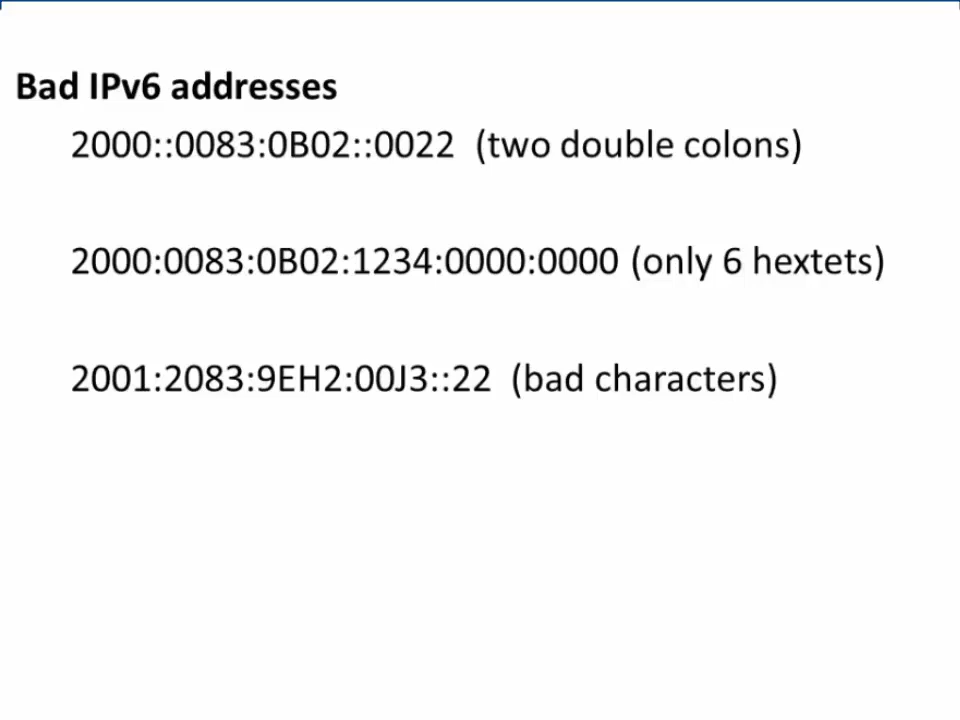 Bad IPv6 addresses
2000::0083:0B02::0022 (two double colons)
2000:0083:0B02:1234:0000:0000 (only 6 hextets)
2001:2083:9EH2:00J3::22 (bad characters)